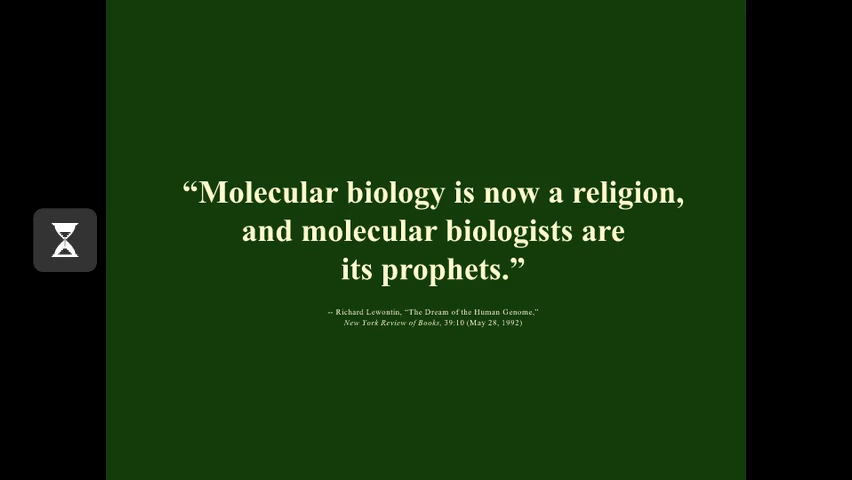 “Molecular biology is now a religion,
and molecular biologists are
its prophets.”
-- Richard Lewontin, “The Dream of the Human Genome,”
New York Review of Books, 39:10 (May 28, 1992)